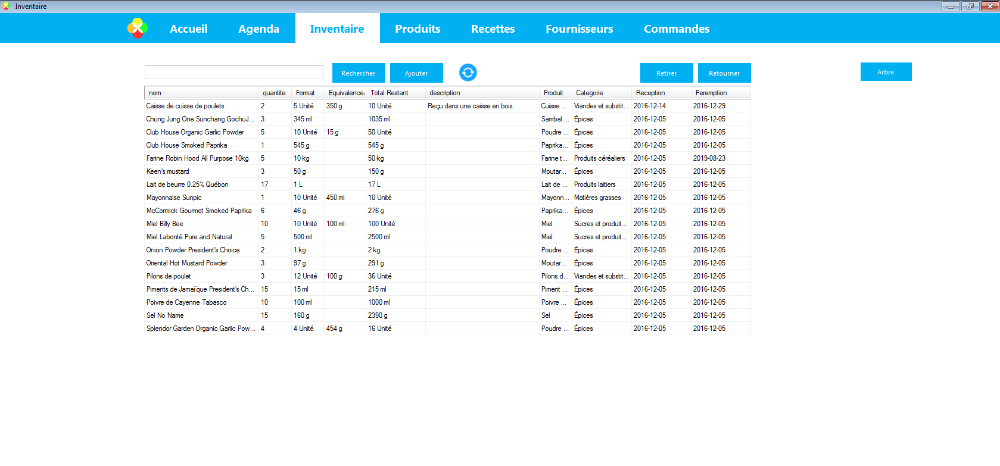 Inventaire
Accueil Agenda Inventaire Produits Recettes Fournisseurs Commandes
Rechercher Ajouter Retirer Retourner Arbre
nom quantite Format Equivalence Total Restant description Produit Categorie Reception Peremption
Caisse de cuisse de poulets 2 5 Unité 350 g 10 Unité Reçu dans une caisse en bois Cuisse ... Viandes et substit... 2016-12-14 2016-12-29
Chung Jung One Sunchang GochuJ... 3 345 ml 1035 ml Sambal ... Épices 2016-12-05 2016-12-05
Club House Organic Garlic Powder 5 10 Unité 15 g 50 Unité Poudre ... Épices 2016-12-05 2016-12-05
Club House Smoked Paprika 1 545 g 545 g Paprika... Épices 2016-12-05 2016-12-05
Farine Robin Hood All Purpose 10kg 5 10 kg 50 kg Farine t... Produits céréaliers 2016-12-05 2019-08-23
Keen's mustard 3 50 g 150 g Moutar... Épices 2016-12-05 2016-12-05
Lait de beurre 0.25% Québon 17 1 L 17 L Lait de ... Produits laitiers 2016-12-05 2016-12-05
Mayonnaise Sunpic 1 10 Unité 450 ml 10 Unité Mayonn... Matières grasses 2016-12-05 2016-12-05
McCormick Gourmet Smoked Paprika 6 46 g 276 g Paprika... Épices 2016-12-05 2016-12-05
Miel Billy Bee 10 10 Unité 100 ml 100 Unité Miel Sucres et produit... 2016-12-05 2016-12-05
Miel Labonté Pure and Natural 5 500 ml 2500 ml Miel Sucres et produit... 2016-12-05 2016-12-05
Onion Powder President's Choice 2 1 kg 2 kg Poudre ... Épices 2016-12-05 2016-12-05
Oriental Hot Mustard Powder 3 97 g 291 g Moutar... Épices 2016-12-05 2016-12-05
Pilons de poulet 3 12 Unité 100 g 36 Unité Pilons d... Viandes et substit... 2016-12-05 2016-12-05
Piments de Jamaïque President's Ch... 15 15 ml 215 ml Piment ... Épices 2016-12-05 2016-12-05
Poivre de Cayenne Tabasco 10 100 ml 1000 ml Poivre ... Épices 2016-12-05 2016-12-05
Sel No Name 15 160 g 2390 g Sel Épices 2016-12-05 2016-12-05
Splendor Garden Organic Garlic Pow... 4 4 Unité 454 g 16 Unité Poudre ... Épices 2016-12-05 2016-12-05